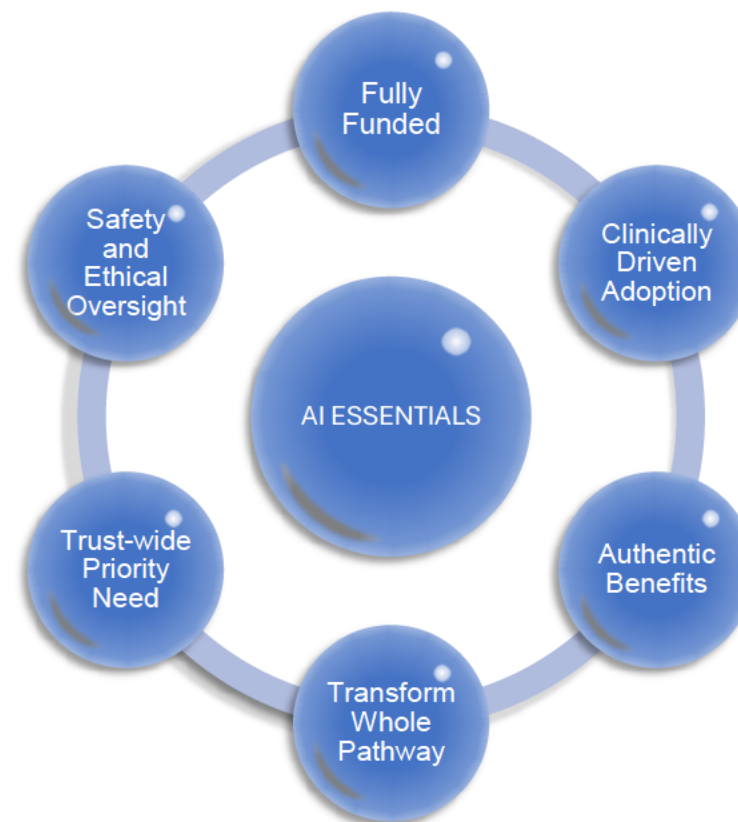 Fully
Funded
Clinically
Driven
Adoption
Authentic
Benefits
Transform
Whole
Pathway
Trust-wide
Priority
Need
Safety
and
Ethical
Oversight
AI ESSENTIALS